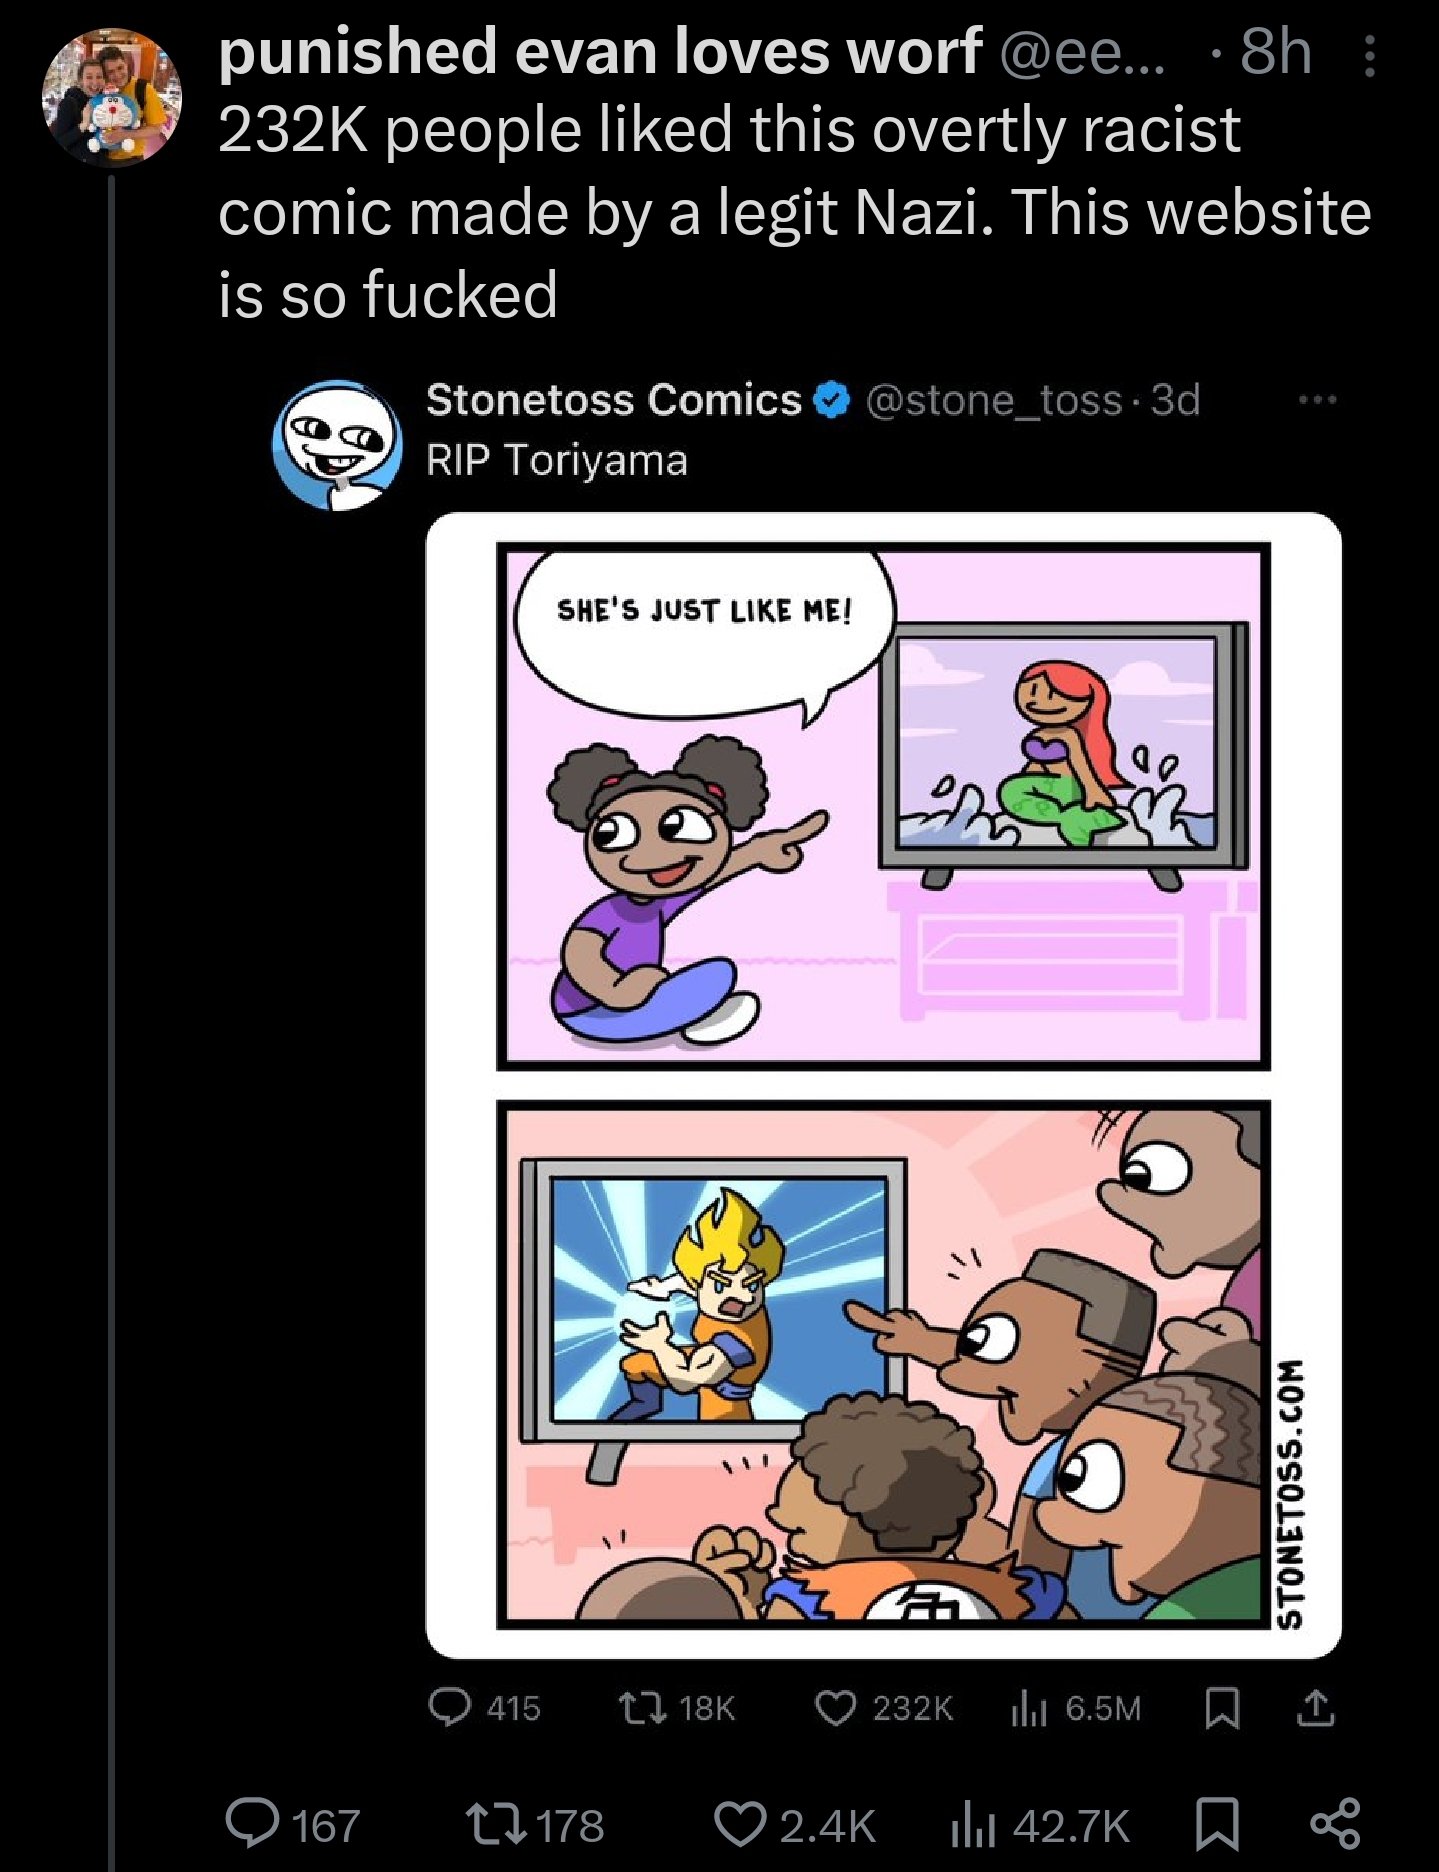 punished evan loves worf @ee... · 8h
232K people liked this overtly racist
comic made by a legit Nazi. This website
is so fucked
Stonetoss Comics @stone_toss · 3d
RIP Toriyama
SHE'S JUST LIKE ME!
STONETOSS.COM
415 18K 232K 6.5M
167 178 2.4K 42.7K